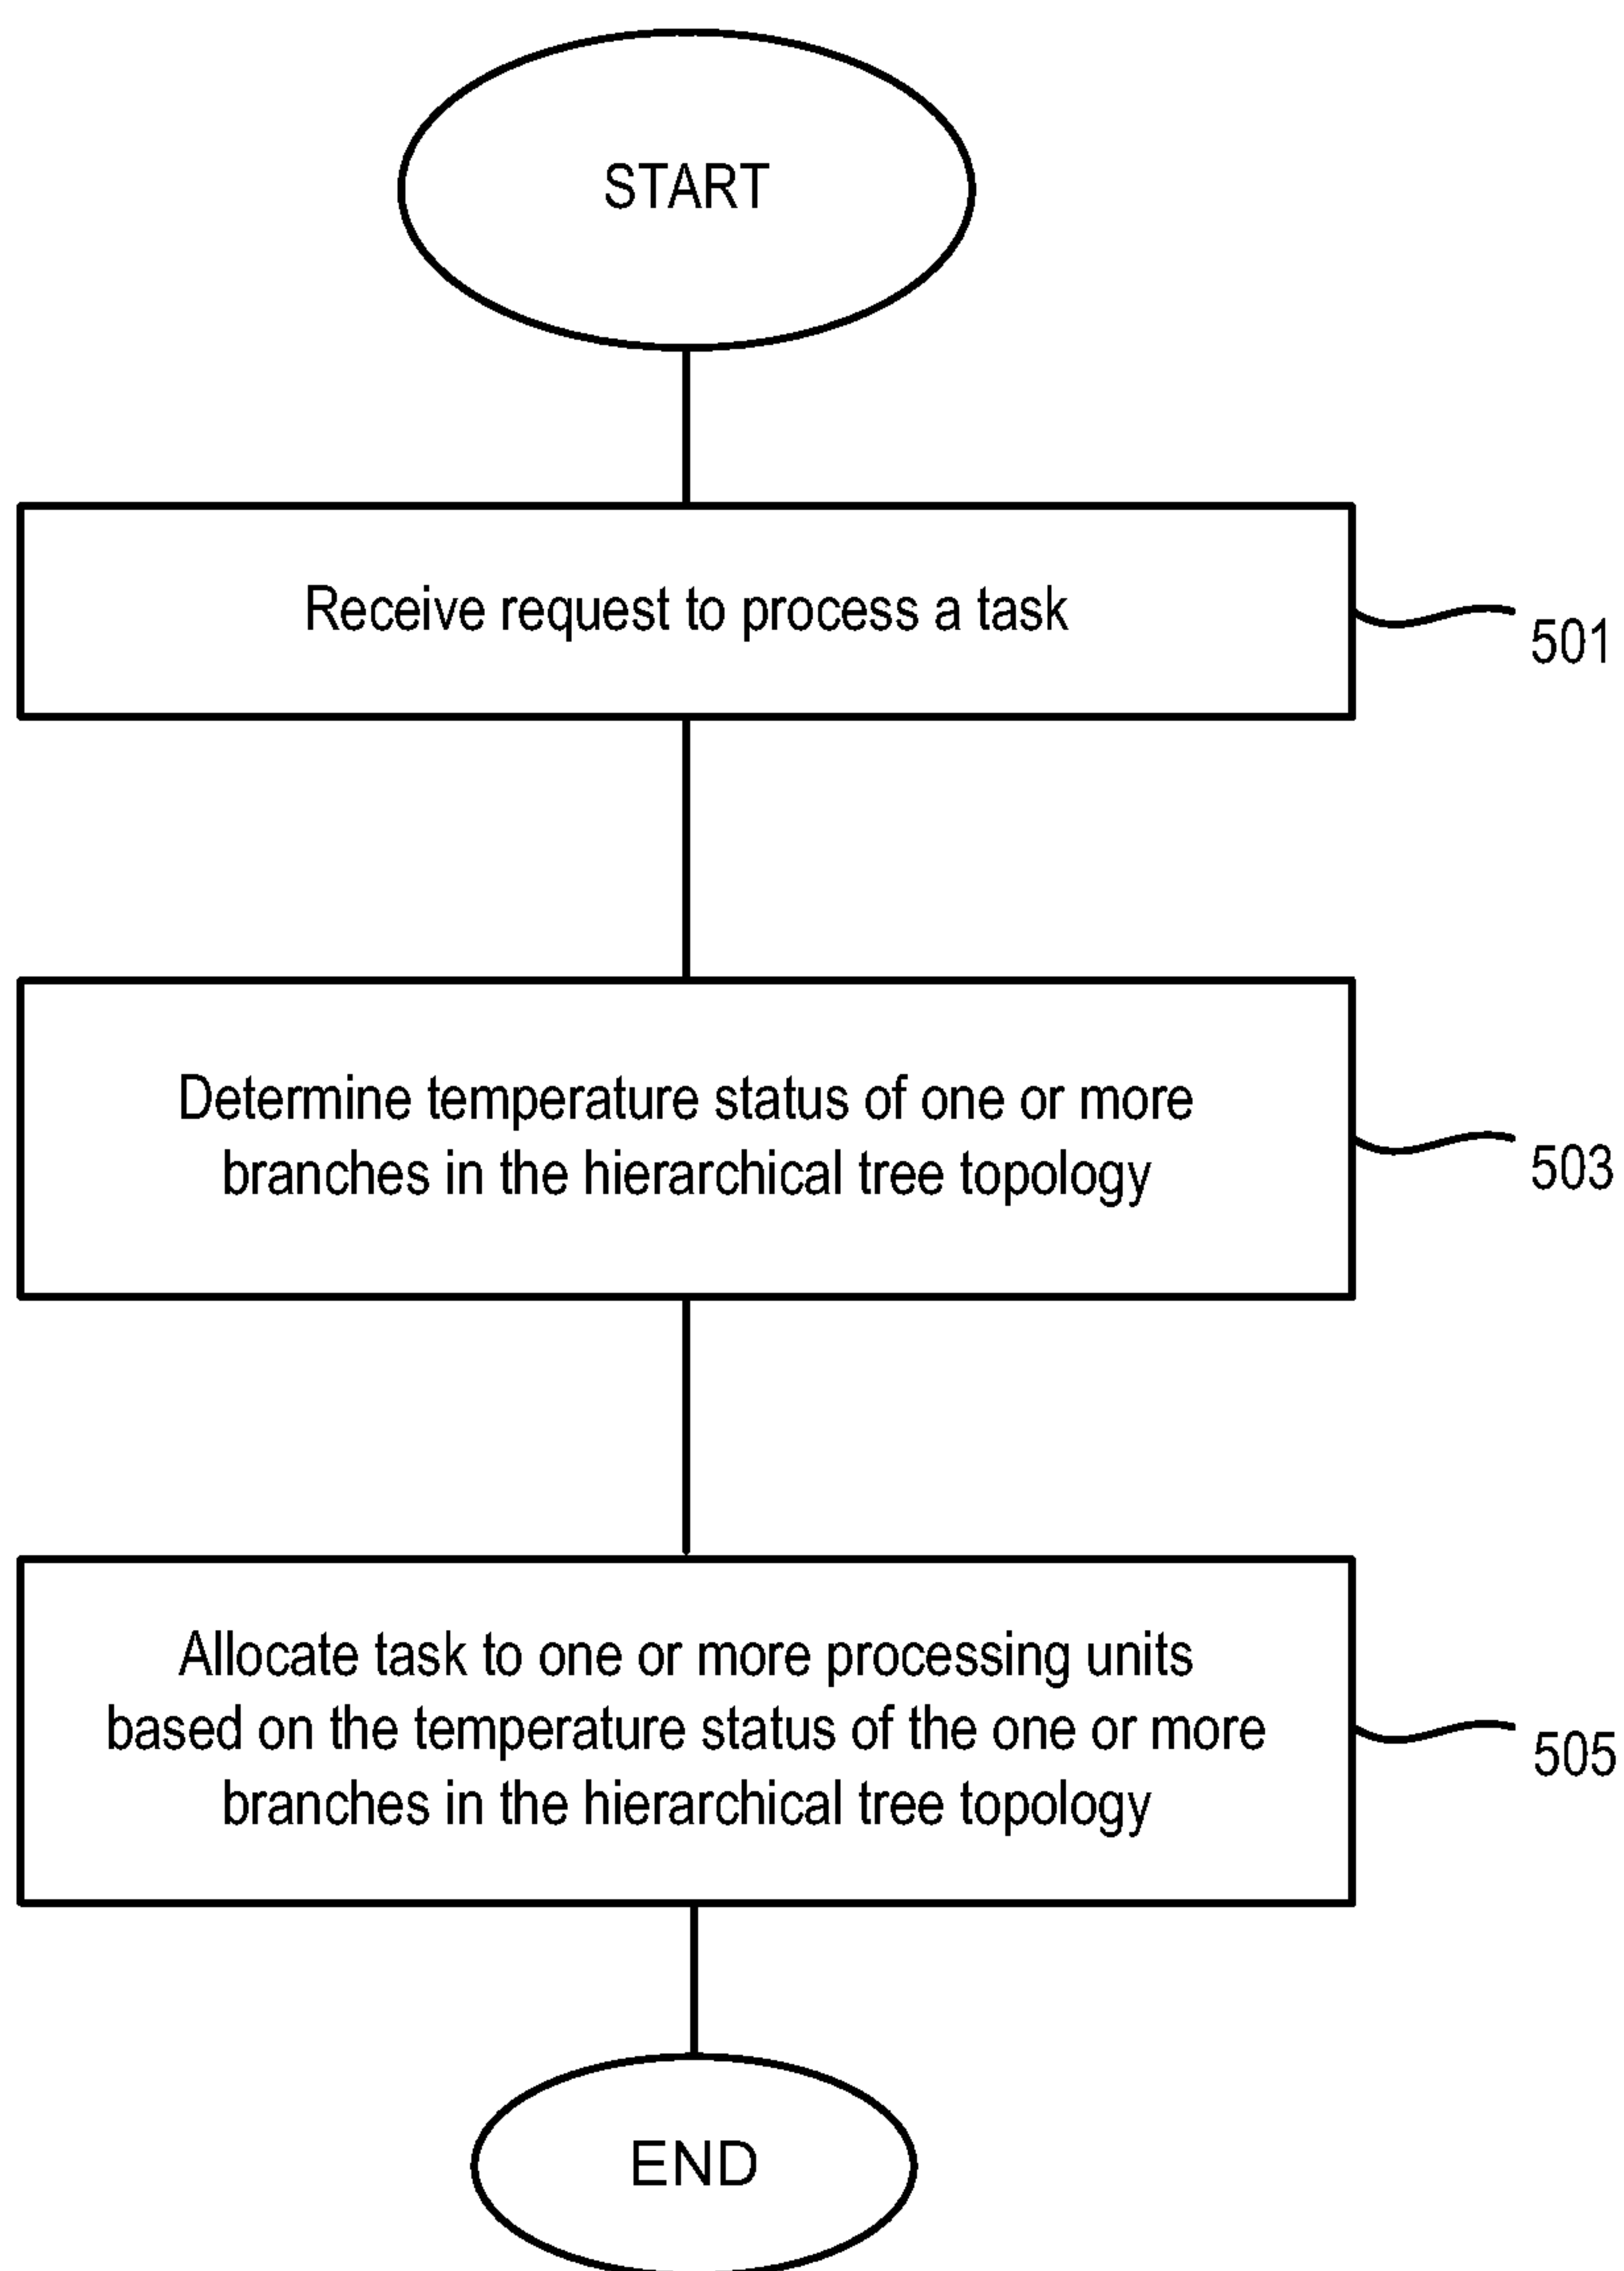 START
Receive request to process a task
501
Determine temperature status of one or more
branches in the hierarchical tree topology
503
Allocate task to one or more processing units
based on the temperature status of the one or more
branches in the hierarchical tree topology
505
END